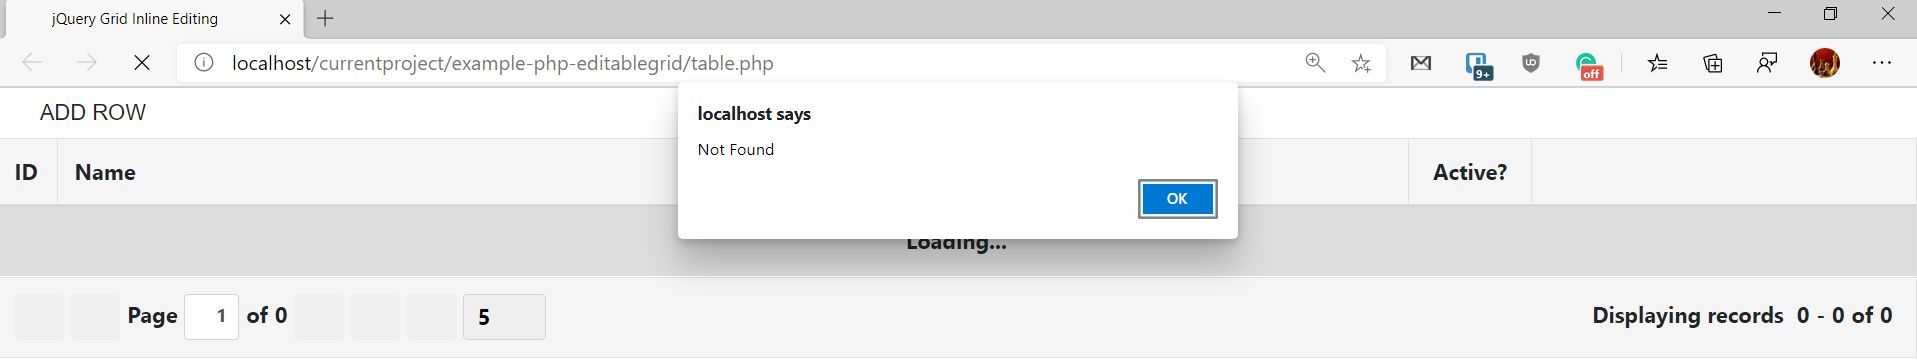 jQuery Grid Inline Editing
localhost/currentproject/example-php-editablegrid/table.php
9+
off
ADD ROW
localhost says
Not Found
OK
ID Name Active?
Loading...
Page 1 of 0 5 Displaying records 0 - 0 of 0